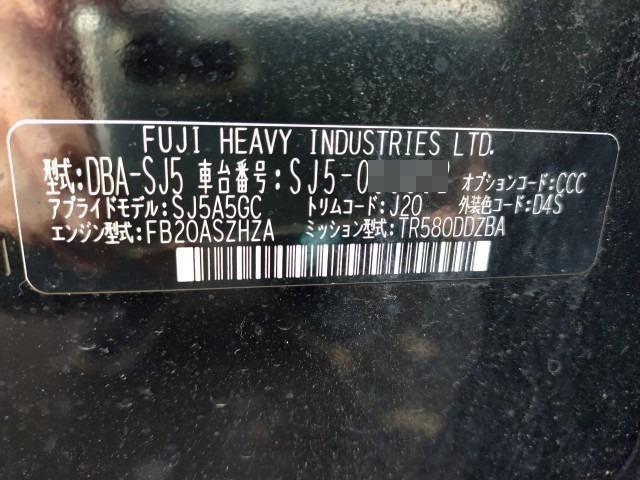 FUJI HEAVY INDUSTRIES LTD.
型式:DBA-SJ5 車台番号:SJ5-0 オプションコード:CCC
アプライドモデル:SJ5A5GC トリムコード:J20 外装色コード:D4S
エンジン型式:FB20ASZHZA ミッション型式:TR580DDZBA